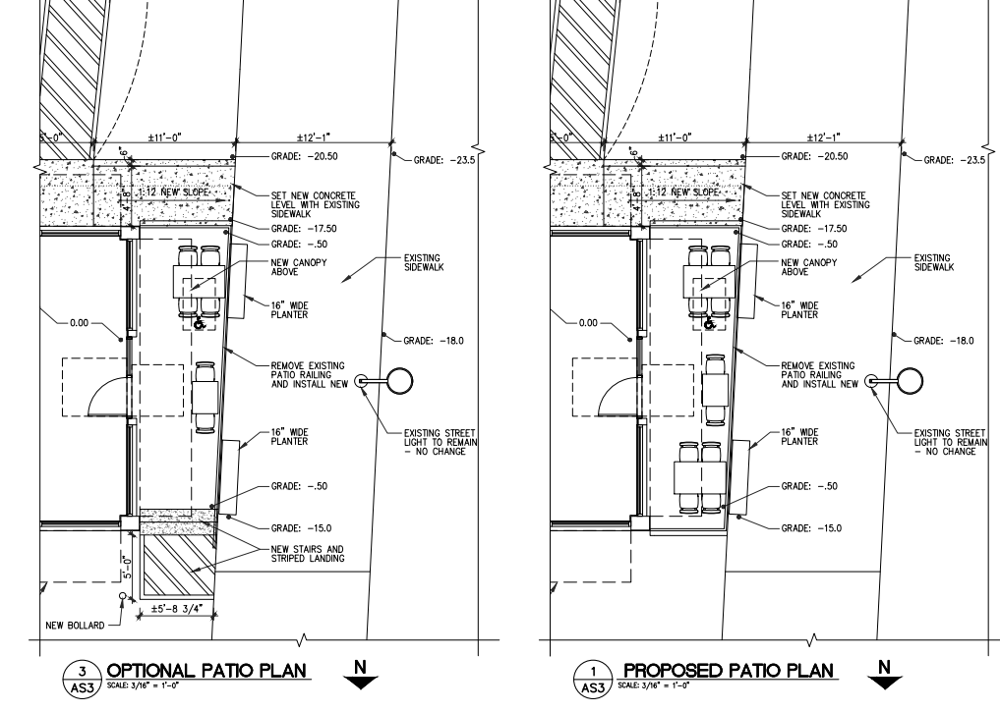 5'-0"
±11'-0"
±12'-1"
6"
GRADE: -20.50
GRADE: -23.5
1:12 NEW SLOPE
4'-8"
SET NEW CONCRETE
LEVEL WITH EXISTING
SIDEWALK
GRADE: -17.50
GRADE: -.50
NEW CANOPY
ABOVE
EXISTING
SIDEWALK
16" WIDE
PLANTER
0.00
GRADE: -18.0
REMOVE EXISTING
PATIO RAILING
AND INSTALL NEW
16" WIDE
PLANTER
EXISTING STREET
LIGHT TO REMAIN
- NO CHANGE
GRADE: -.50
GRADE: -15.0
NEW STAIRS AND
STRIPED LANDING
5'-0"
±5'-8 3/4"
NEW BOLLARD
3
AS3
OPTIONAL PATIO PLAN
SCALE: 3/16" = 1'-0"
N
5'-0"
±11'-0"
±12'-1"
6"
GRADE: -20.50
GRADE: -23.5
1:12 NEW SLOPE
4'-8"
SET NEW CONCRETE
LEVEL WITH EXISTING
SIDEWALK
GRADE: -17.50
GRADE: -.50
NEW CANOPY
ABOVE
EXISTING
SIDEWALK
16" WIDE
PLANTER
0.00
GRADE: -18.0
REMOVE EXISTING
PATIO RAILING
AND INSTALL NEW
16" WIDE
PLANTER
EXISTING STREET
LIGHT TO REMAIN
- NO CHANGE
GRADE: -.50
GRADE: -15.0
1
AS3
PROPOSED PATIO PLAN
SCALE: 3/16" = 1'-0"
N